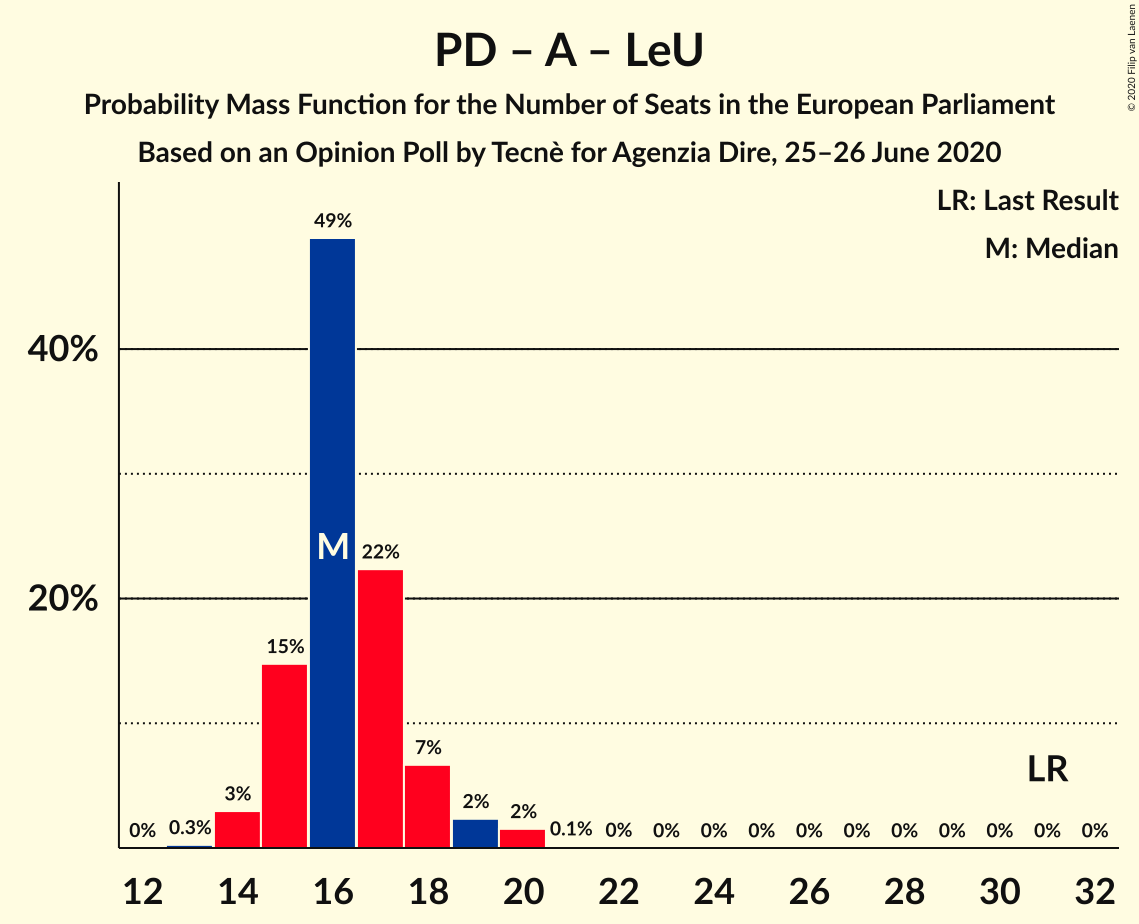 PD – A – LeU
Probability Mass Function for the Number of Seats in the European Parliament
Based on an Opinion Poll by Tecnè for Agenzia Dire, 25–26 June 2020
© 2020 Filip van Laenen
LR: Last Result
M: Median
49%
40%
M
22%
20%
15%
7%
LR
3%
2%
2%
0%
0.3%
0.1%
0%
0%
0%
0%
0%
0%
0%
0%
0%
0%
0%
12 14 16 18 20 22 24 26 28 30 32